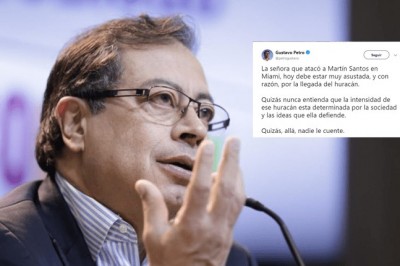 Gustavo Petro
@petrogustavo
Seguir
La señora que atacó a Martín Santos en
Miami, hoy debe estar muy asustada, y con
razón, por la llegada del huracán.
Quizás nunca entienda que la intensidad de
ese huracán esta determinada por la sociedad
y las ideas que ella defiende.
Quizás, allá, nadie le cuente.